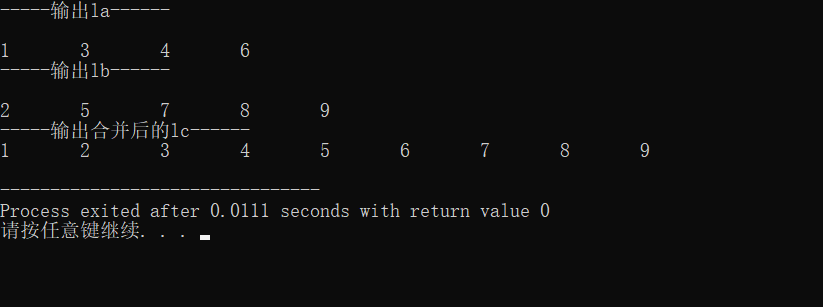 -----输出la------
1 3 4 6
-----输出lb------
2 5 7 8 9
-----输出合并后的lc------
1 2 3 4 5 6 7 8 9
--------------------------------
Process exited after 0.0111 seconds with return value 0
请按任意键继续. . .